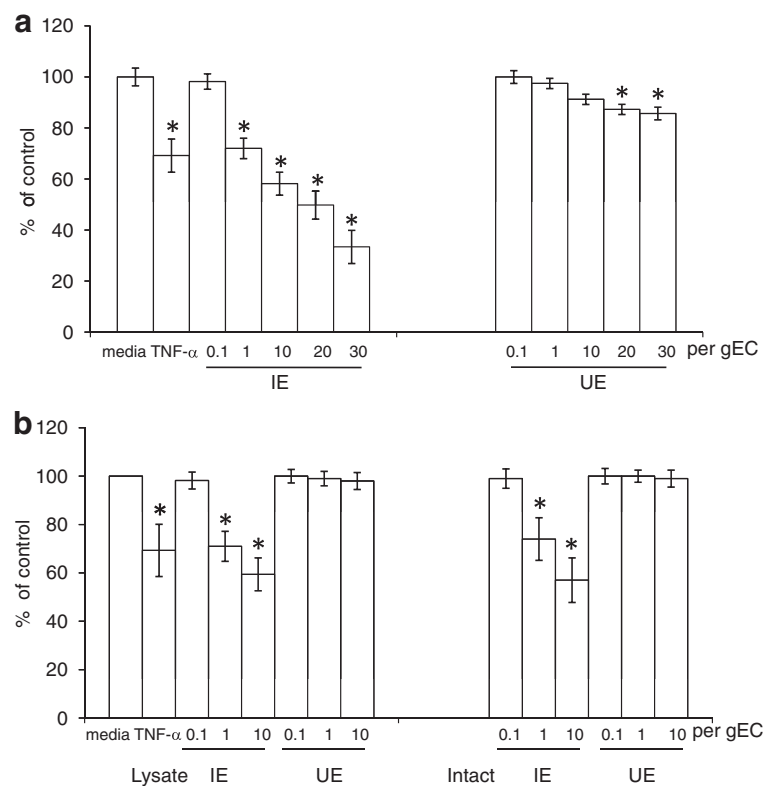 a
120
100
80
60
40
20
0
% of control
* * * * * * *
media TNF-α 0.1 1 10 20 30 0.1 1 10 20 30 per gEC
IE UE
b
120
100
80
60
40
20
0
% of control
* * * * *
media TNF-α 0.1 1 10 0.1 1 10 0.1 1 10 0.1 1 10 per gEC
Lysate IE UE Intact IE UE